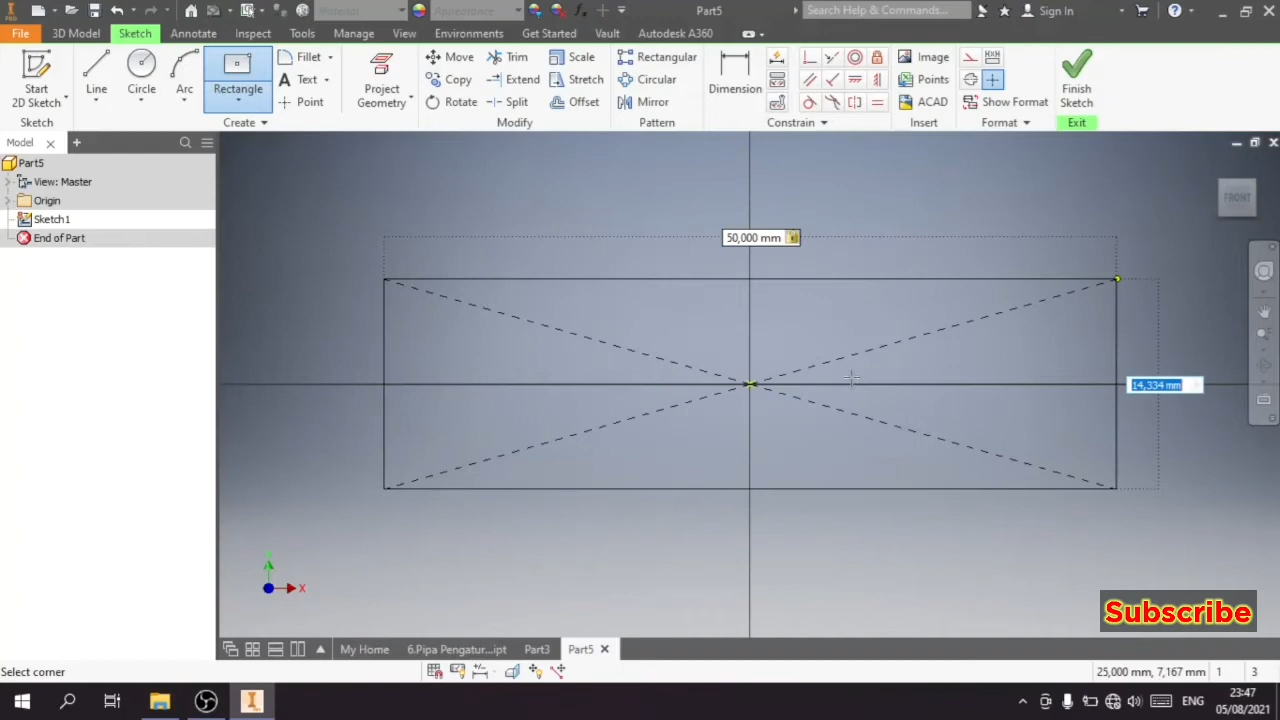 PRO
Material
Appearance
Part5
Search Help & Commands...
Sign In
File
3D Model
Sketch
Annotate
Inspect
Tools
Manage
View
Environments
Get Started
Vault
Autodesk A360
Start
2D Sketch
Line
Circle
Arc
Rectangle
Fillet
Text
Point
Project
Geometry
Move
Copy
Rotate
Trim
Extend
Split
Scale
Stretch
Offset
Rectangular
Circular
Mirror
Dimension
Image
Points
ACAD
Show Format
Finish
Sketch
Sketch
Create
Modify
Pattern
Constrain
Insert
Format
Exit
Model
Part5
View: Master
Origin
Sketch1
End of Part
FRONT
50,000 mm
14,334 mm
Y
X
Subscribe
My Home
6.Pipa Pengatur...ipt
Part3
Part5
Select corner
25,000 mm, 7,167 mm
1
3
ENG
23:47
05/08/2021